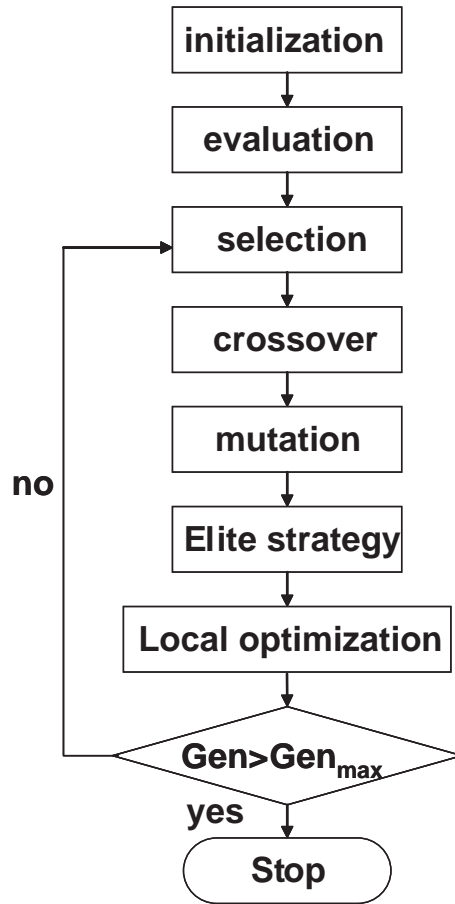 initialization
evaluation
selection
crossover
mutation
no
Elite strategy
Local optimization
Gen>Genmax
yes
Stop